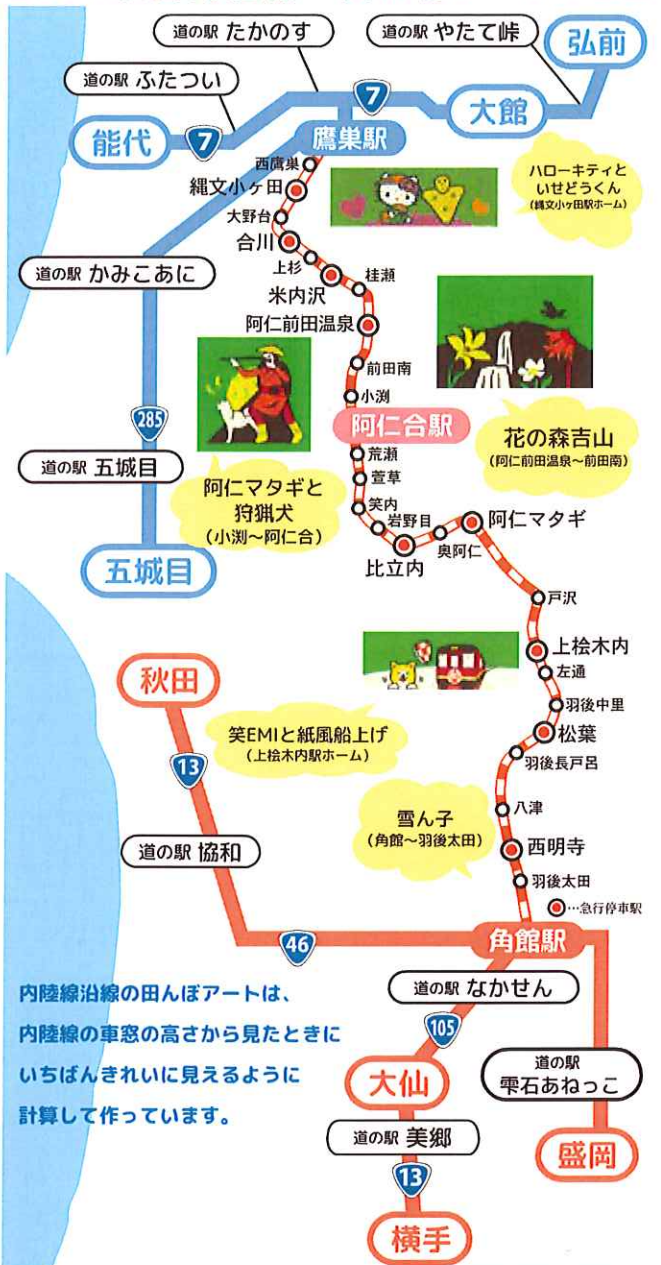 道の駅 たかのす
道の駅 やたて峠
弘前
道の駅 ふたつい
7
大館
能代
7
鷹巣駅
西鷹巣
縄文小ヶ田
大野台
合川
上杉
米内沢
桂瀬
阿仁前田温泉
前田南
小渕
阿仁合駅
荒瀬
萱草
笑内
岩野目
比立内
奥阿仁
阿仁マタギ
戸沢
上桧木内
左通
羽後中里
松葉
羽後長戸呂
八津
西明寺
羽後太田
…急行停車駅
角館駅
ハローキティと
いせどうくん
(縄文小ヶ田駅ホーム)
花の森吉山
(阿仁前田温泉~前田南)
阿仁マタギと
狩猟犬
(小渕~阿仁合)
笑EMIと紙風船上げ
(上桧木内駅ホーム)
雪ん子
(角館~羽後太田)
道の駅 かみこあに
285
道の駅 五城目
五城目
秋田
13
道の駅 協和
46
道の駅 なかせん
105
大仙
道の駅 美郷
13
横手
道の駅
雫石あねっこ
盛岡
内陸線沿線の田んぼアートは、
内陸線の車窓の高さから見たときに
いちばんきれいに見えるように
計算して作っています。